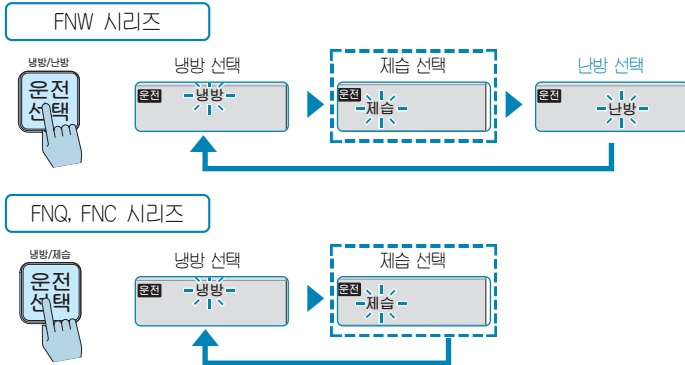 FNW 시리즈
냉방/난방
운전
선택
냉방 선택
제습 선택
난방 선택
운전
냉방
운전
제습
운전
난방
FNQ, FNC 시리즈
냉방/제습
운전
선택
냉방 선택
제습 선택
운전
냉방
운전
제습